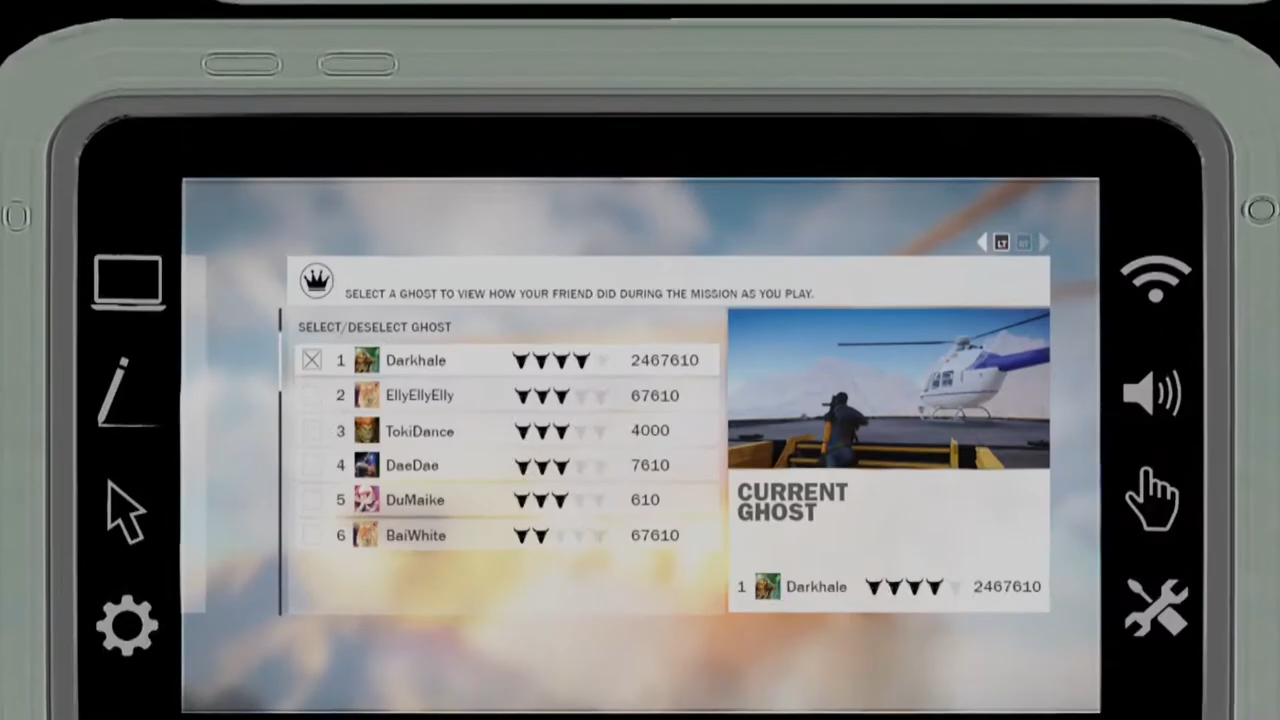 LT RT
SELECT A GHOST TO VIEW HOW YOUR FRIEND DID DURING THE MISSION AS YOU PLAY.
SELECT/DESELECT GHOST
1 Darkhale 2467610
2 EllyEllyElly 67610
3 TokiDance 4000
4 DaeDae 7610
5 DuMaike 610
6 BaiWhite 67610
CURRENT
GHOST
1 Darkhale 2467610